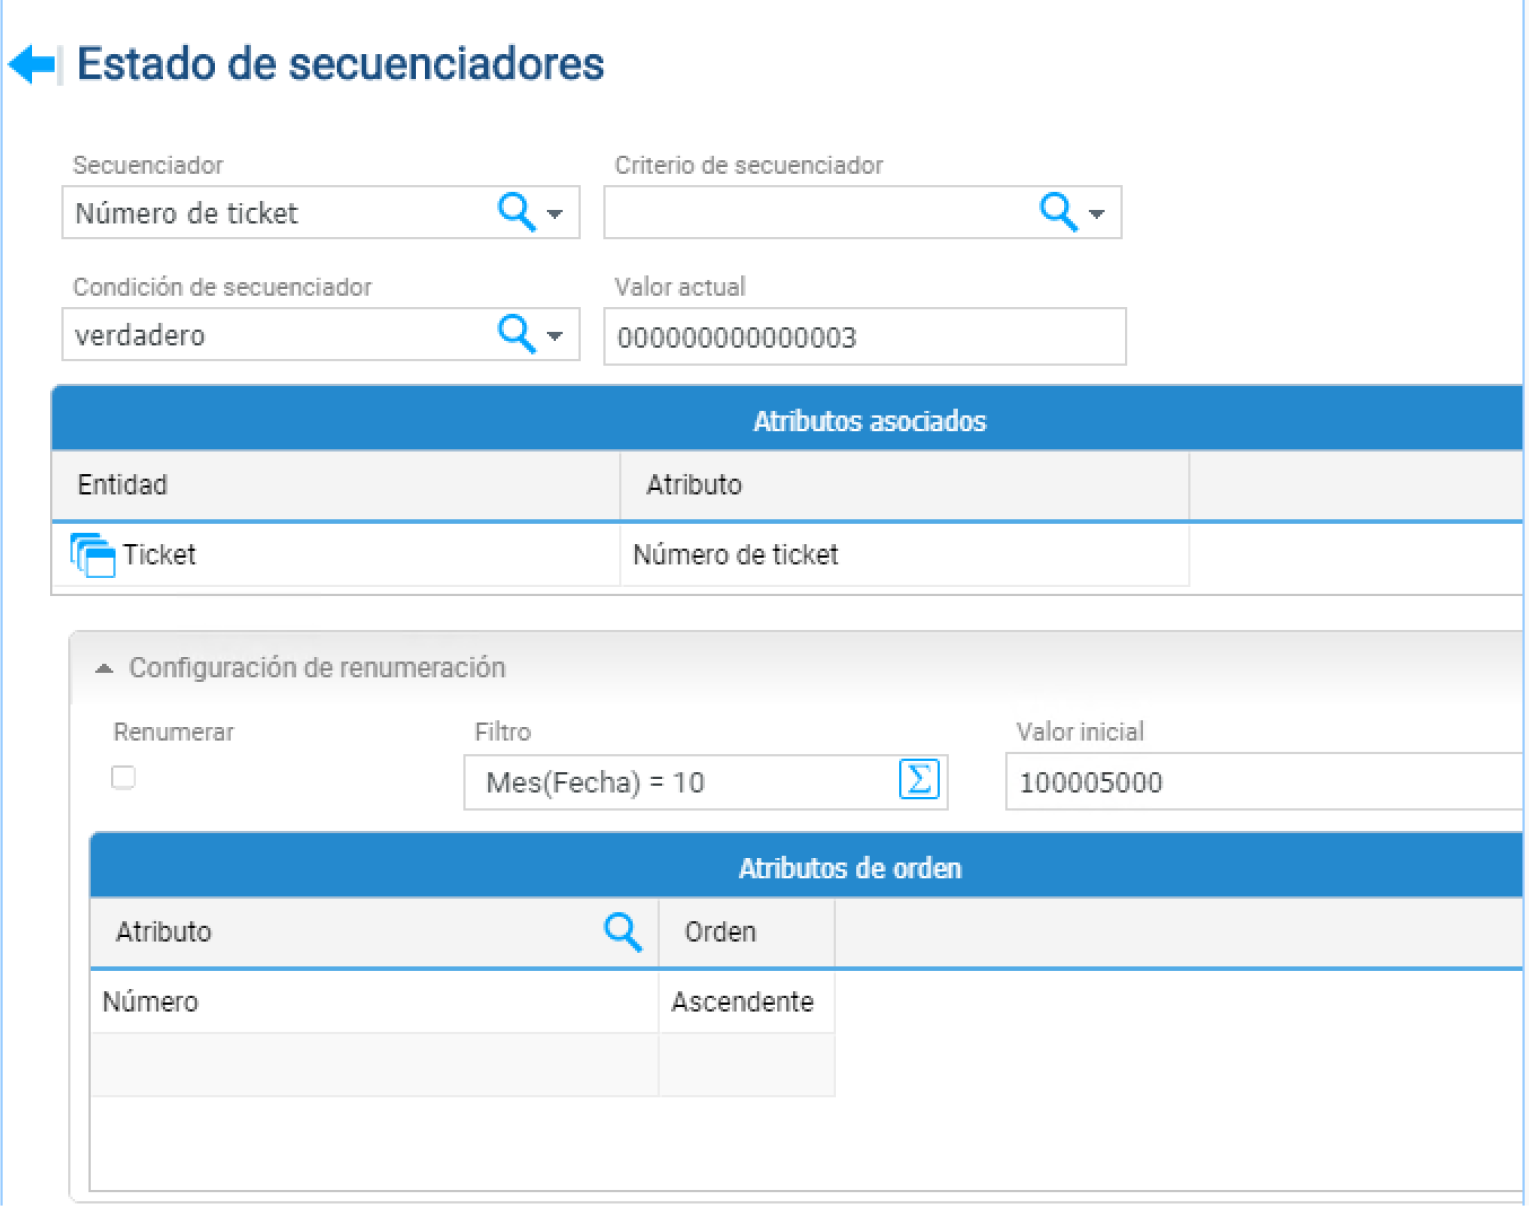 Estado de secuenciadores
Secuenciador
Criterio de secuenciador
Número de ticket
Condición de secuenciador
Valor actual
verdadero
000000000000003
Atributos asociados
Entidad
Atributo
Ticket
Número de ticket
Configuración de renumeración
Renumerar
Filtro
Valor inicial
Mes(Fecha) = 10
Σ
100005000
Atributos de orden
Atributo
Orden
Número
Ascendente